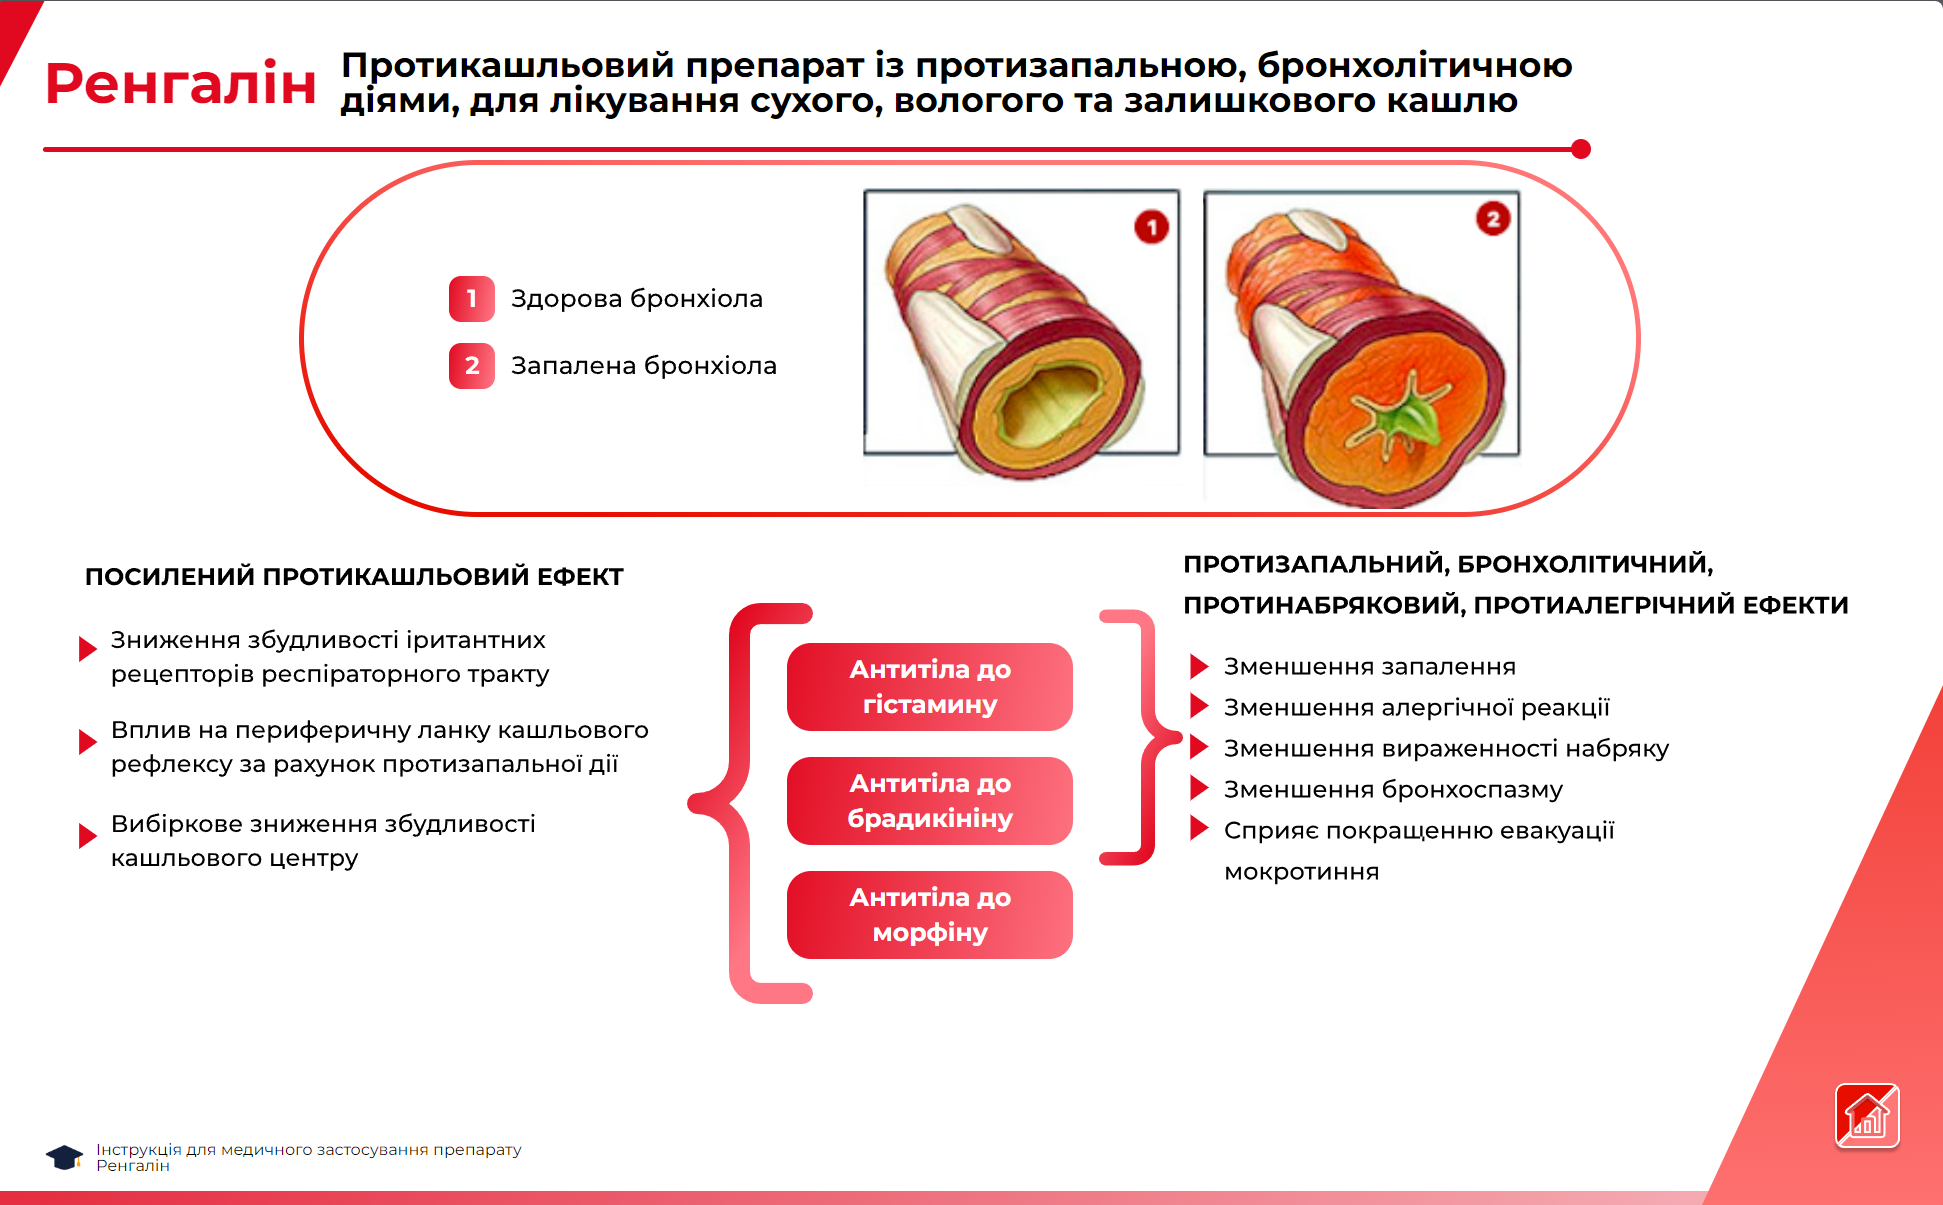 Ренгалін
Протикашльовий препарат із протизапальною, бронхолітичною
діями, для лікування сухого, вологого та залишкового кашлю
1 Здорова бронхіола
2 Запалена бронхіола
1
2
ПОСИЛЕНИЙ ПРОТИКАШЛЬОВИЙ ЕФЕКТ
Зниження збудливості іритантних
рецепторів респіраторного тракту
Вплив на периферичну ланку кашльового
рефлексу за рахунок протизапальної дії
Вибіркове зниження збудливості
кашльового центру
Антитіла до
гістамину
Антитіла до
брадикініну
Антитіла до
морфіну
ПРОТИЗАПАЛЬНИЙ, БРОНХОЛІТИЧНИЙ,
ПРОТИНАБРЯКОВИЙ, ПРОТИАЛЕГРІЧНИЙ ЕФЕКТИ
Зменшення запалення
Зменшення алергічної реакції
Зменшення вираженності набряку
Зменшення бронхоспазму
Сприяє покращенню евакуації
мокротиння
Інструкція для медичного застосування препарату
Ренгалін